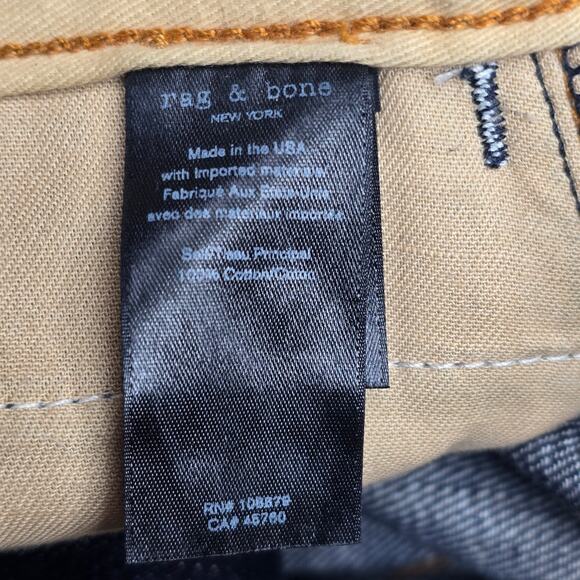 rag & bone
NEW YORK
Made in the USA
with Imported materials/
Fabriqué Aux États-Unis
avec des matériaux importés
Self/Tissu Principal
100% Cotton/Coton
RN# 108879
CA# 45760